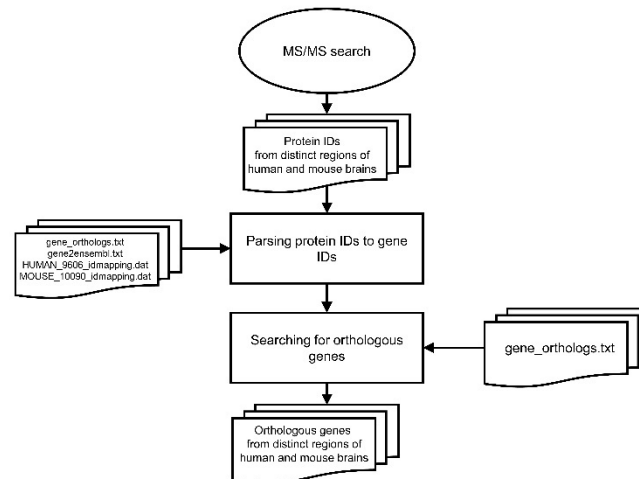 MS/MS search
Protein IDs
from distinct regions of
human and mouse brains
gene_orthologs.txt
gene2ensembl.txt
HUMAN_9606_idmapping.dat
MOUSE_10090_idmapping.dat
Parsing protein IDs to gene
IDs
Searching for orthologous
genes
gene_orthologs.txt
Orthologous genes
from distinct regions of
human and mouse brains